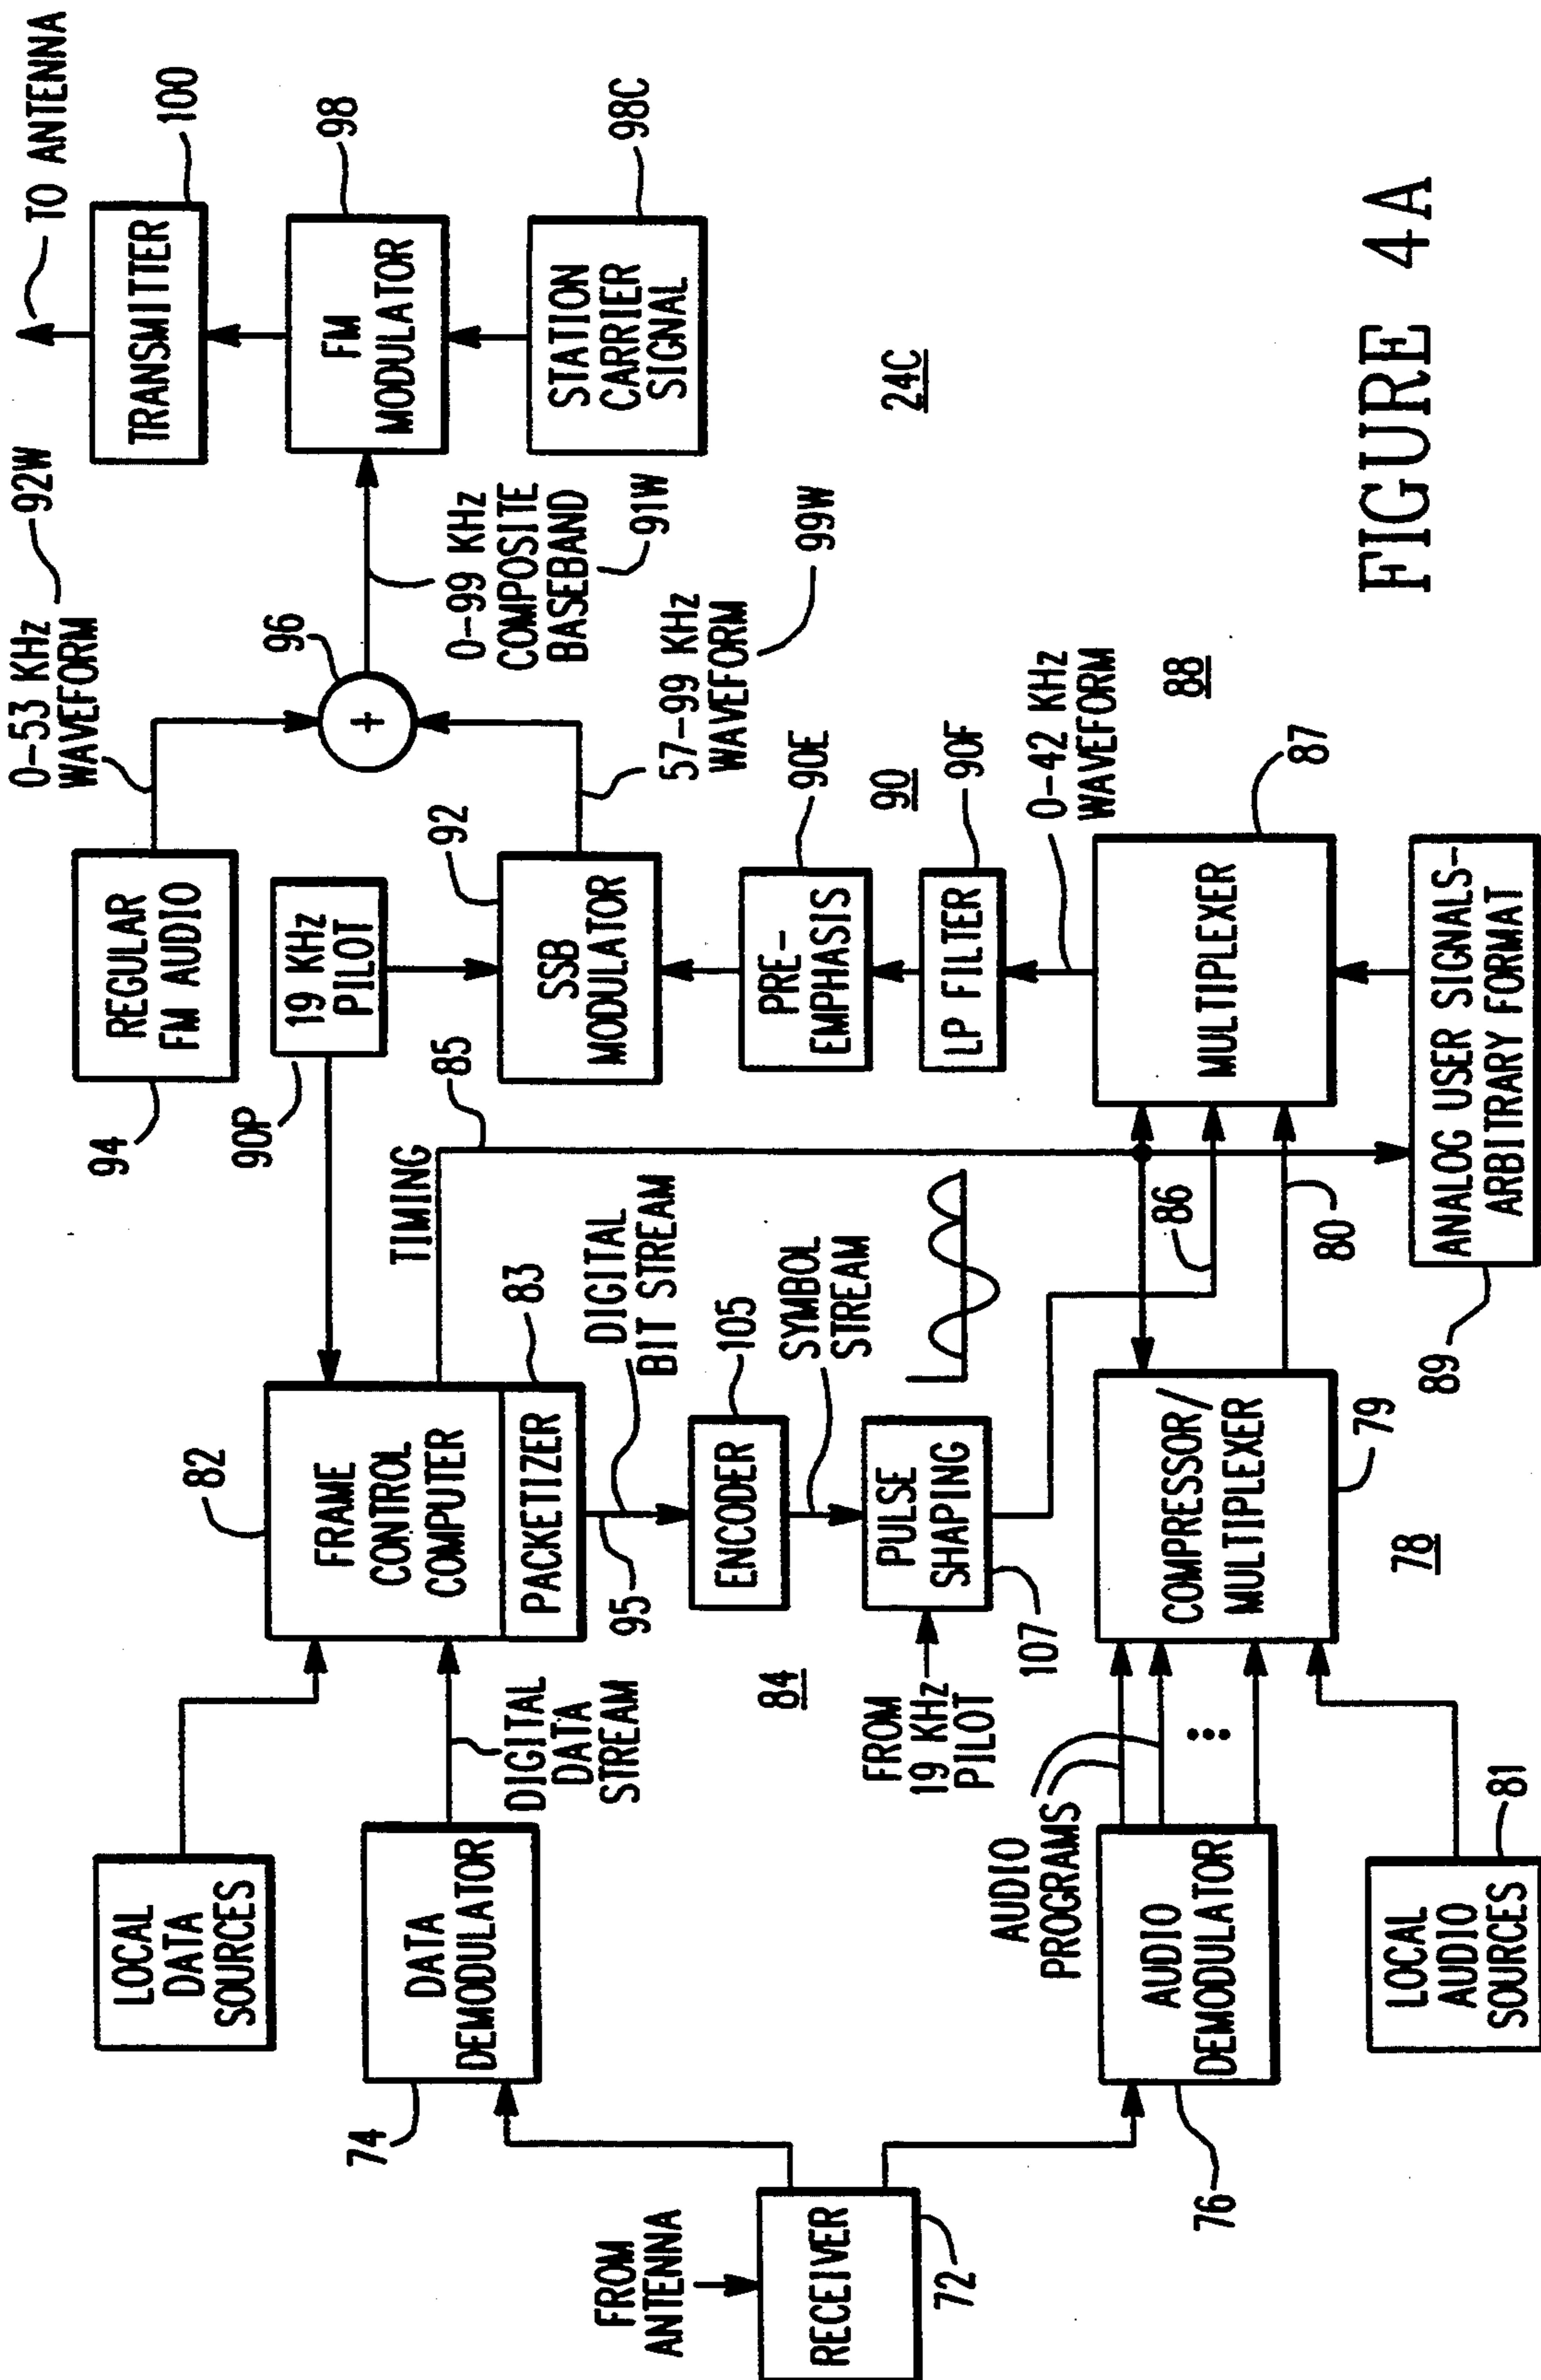 FROM
ANTENNA
RECEIVER
72
LOCAL
DATA
SOURCES
DATA
DEMODULATOR
74
DIGITAL
DATA
STREAM
AUDIO
DEMODULATOR
76
AUDIO
PROGRAMS
LOCAL
AUDIO
SOURCES
81
82
FRAME
CONTROL
COMPUTER
PACKETIZER
83
95
DIGITAL
BIT STREAM
ENCODER
105
84
SYMBOL
STREAM
PULSE
SHAPING
107
FROM
19 KHz
PILOT
COMPRESSOR/
MULTIPLEXER
79
78
TIMING
85
86
80
REGULAR
FM AUDIO
94
19 KHz
PILOT
90P
SSB
MODULATOR
92
PRE-
EMPHASIS
90E
90
LP FILTER
90F
0-42 KHz
WAVEFORM
MULTIPLEXER
87
88
ANALOG USER SIGNALS-
ARBITRARY FORMAT
89
0-53 KHz
WAVEFORM
92W
96
+
57-99 KHz
WAVEFORM
99W
0-99 KHz
COMPOSITE
BASEBAND
91W
TO ANTENNA
TRANSMITTER
100
FM
MODULATOR
98
STATION
CARRIER
SIGNAL
98C
24C
FIGURE 4A